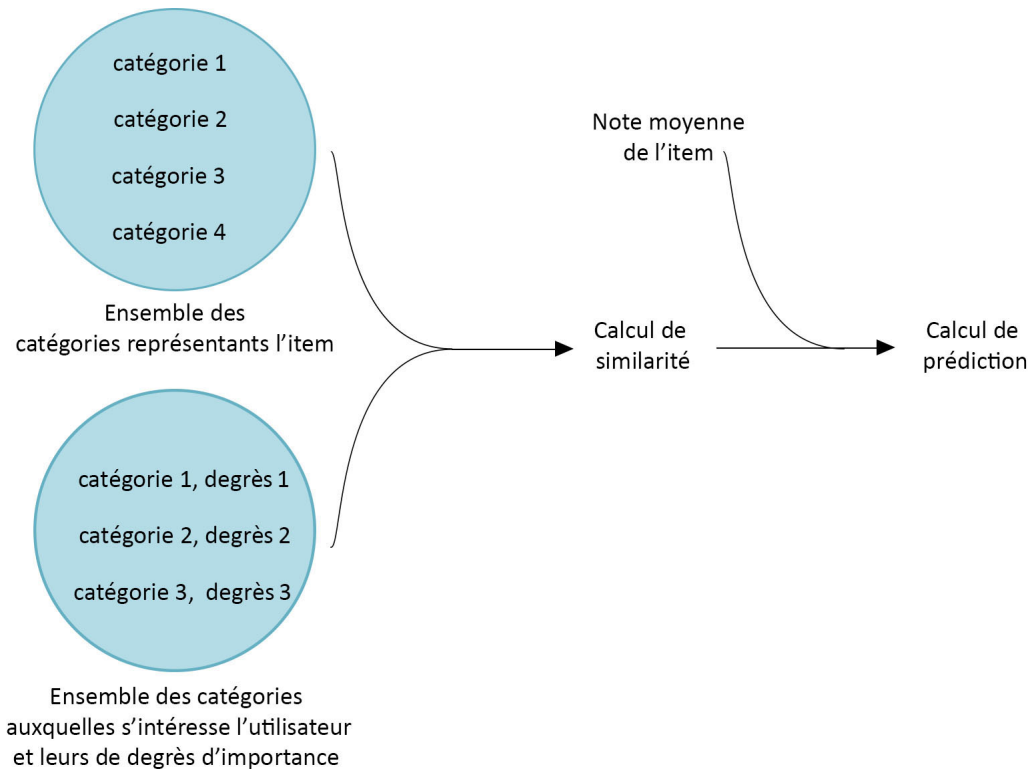 catégorie 1
catégorie 2
catégorie 3
catégorie 4
Ensemble des
catégories représentants l'item
catégorie 1, degrès 1
catégorie 2, degrès 2
catégorie 3,  degrès 3
Ensemble des catégories
auxquelles s'intéresse l'utilisateur
et leurs de degrès d'importance
Note moyenne
de l'item
Calcul de
similarité
Calcul de
prédiction